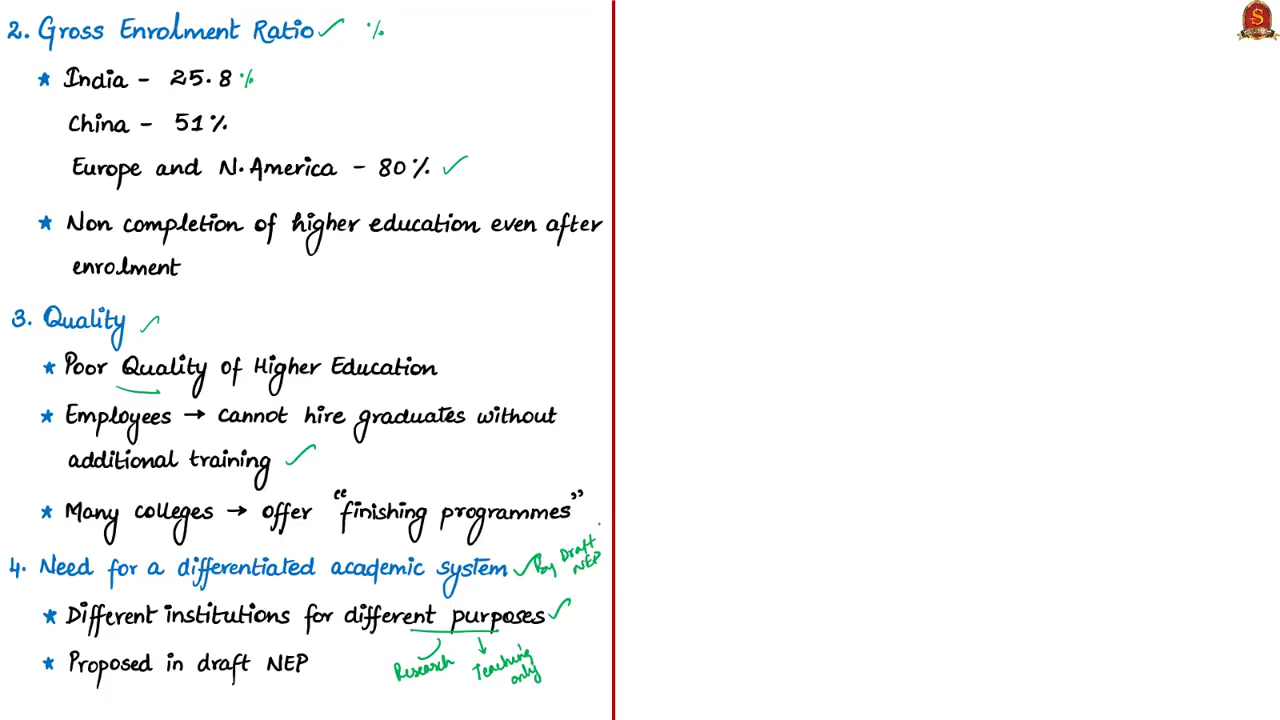 2. Gross Enrolment Ratio ✓ %
★ India - 25.8 %
China - 51%
Europe and N. America - 80% ✓
★ Non completion of higher education even after
enrolment
3. Quality ✓
★ Poor Quality of Higher Education
★ Employees → cannot hire graduates without
additional training ✓
★ Many colleges → offer "finishing programmes"
4. Need for a differentiated academic system ✓ By Draft
NEP
★ Different institutions for different purposes ✓
★ Proposed in draft NEP
Research
Teaching
only
S